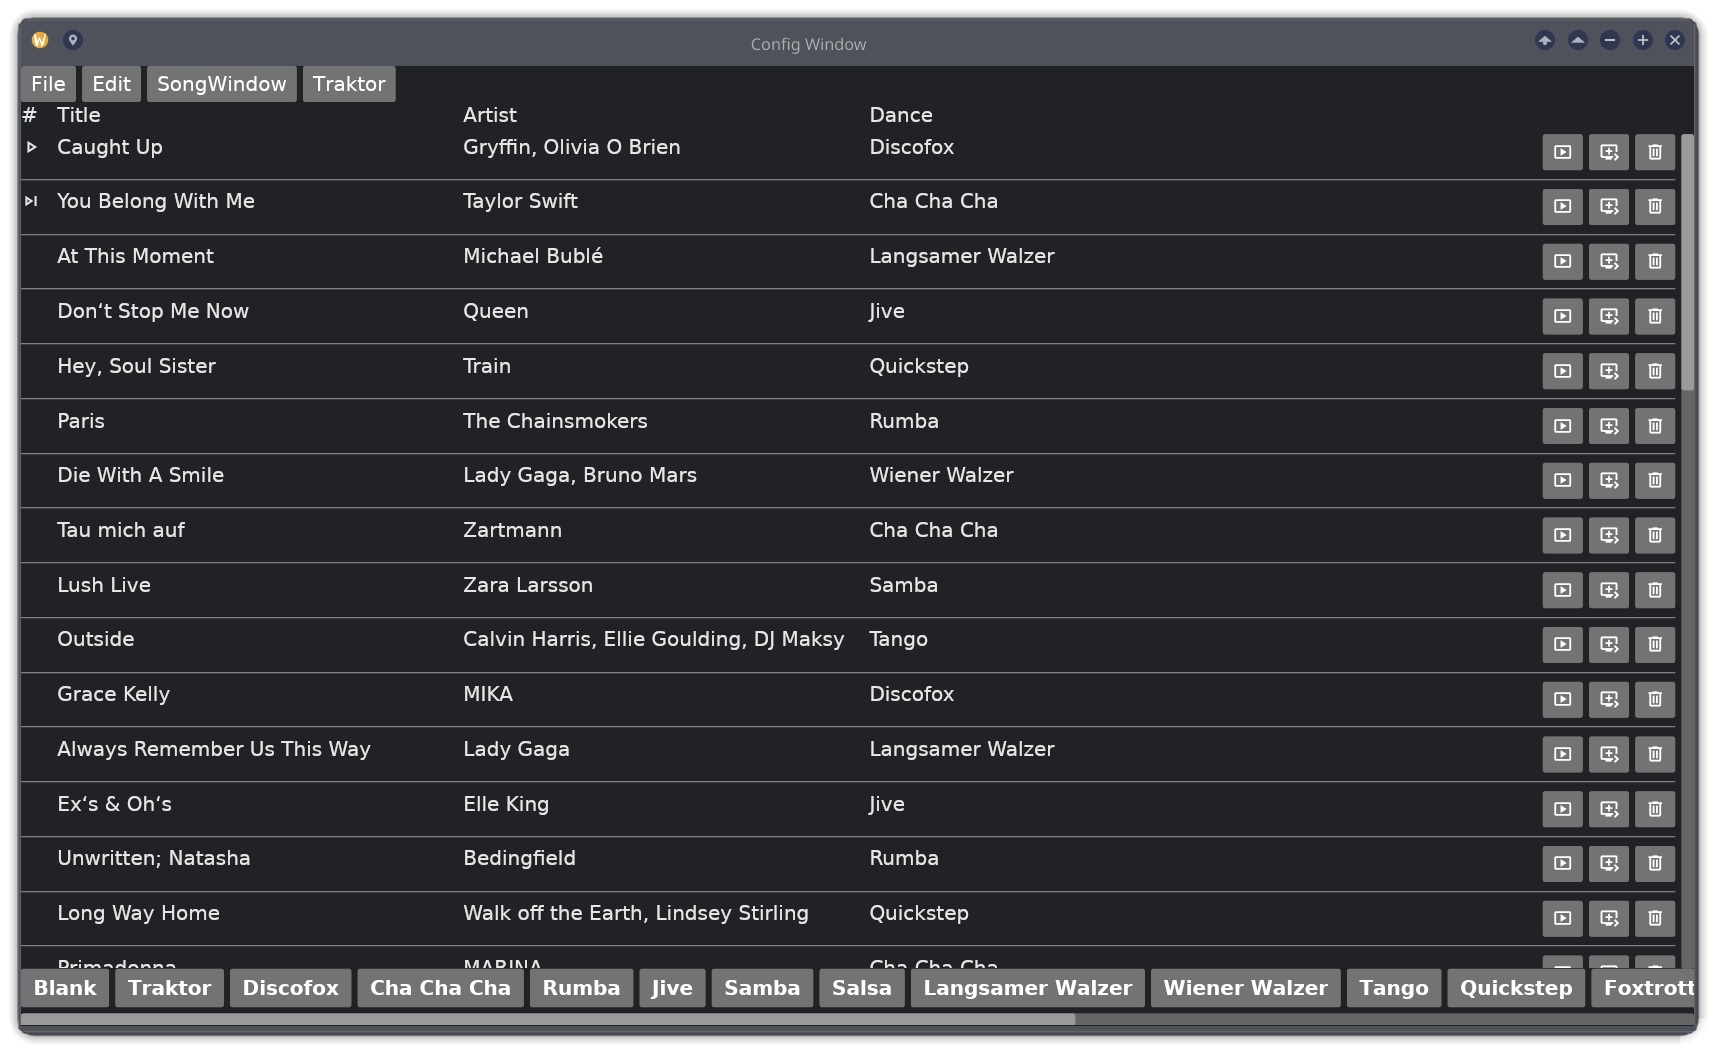 Config Window
File Edit SongWindow Traktor
# Title Artist Dance
Caught Up Gryffin, Olivia O Brien Discofox
You Belong With Me Taylor Swift Cha Cha Cha
At This Moment Michael Bublé Langsamer Walzer
Don‘t Stop Me Now Queen Jive
Hey, Soul Sister Train Quickstep
Paris The Chainsmokers Rumba
Die With A Smile Lady Gaga, Bruno Mars Wiener Walzer
Tau mich auf Zartmann Cha Cha Cha
Lush Live Zara Larsson Samba
Outside Calvin Harris, Ellie Goulding, DJ Maksy Tango
Grace Kelly MIKA Discofox
Always Remember Us This Way Lady Gaga Langsamer Walzer
Ex‘s & Oh‘s Elle King Jive
Unwritten; Natasha Bedingfield Rumba
Long Way Home Walk off the Earth, Lindsey Stirling Quickstep
Primadonna MARINA Cha Cha Cha
Blank Traktor Discofox Cha Cha Cha Rumba Jive Samba Salsa Langsamer Walzer Wiener Walzer Tango Quickstep Foxtrott